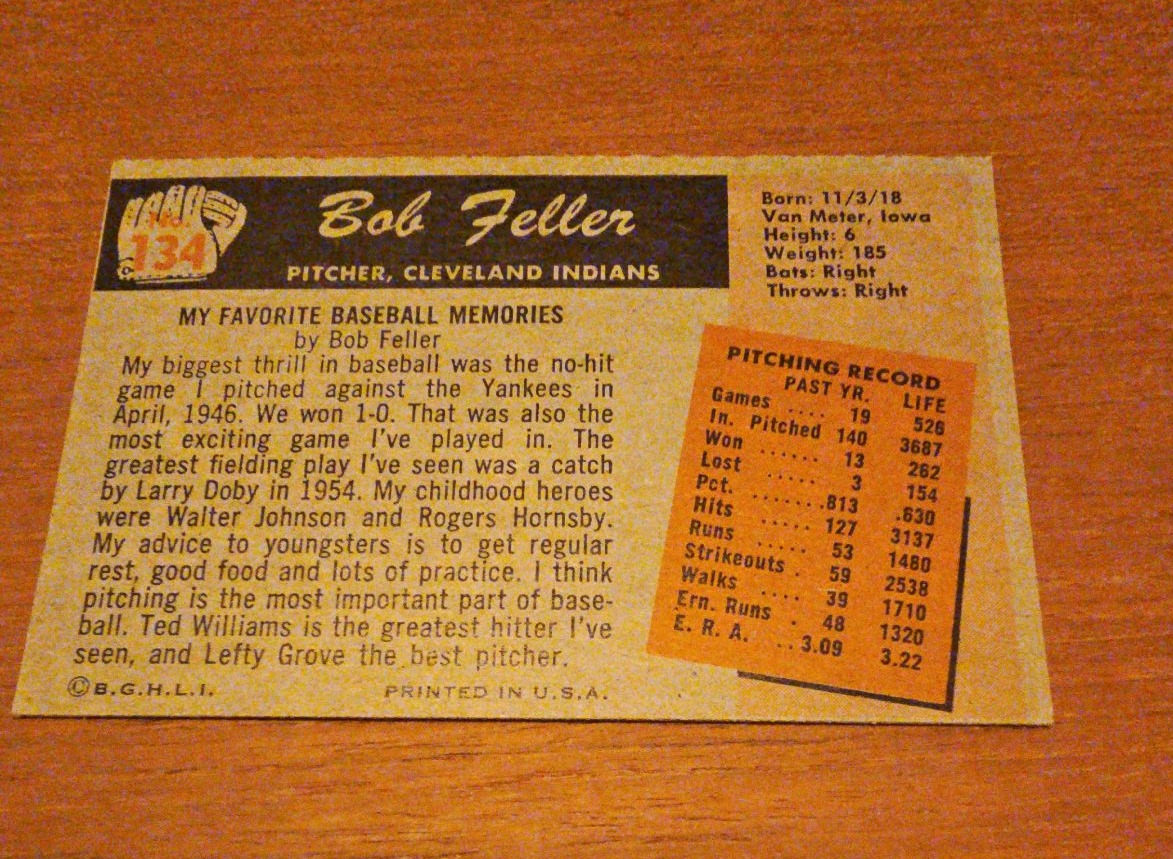 No.
134
Bob Feller
PITCHER, CLEVELAND INDIANS
Born: 11/3/18
Van Meter, Iowa
Height: 6
Weight: 185
Bats: Right
Throws: Right
MY FAVORITE BASEBALL MEMORIES
by Bob Feller
My biggest thrill in baseball was the no-hit
game I pitched against the Yankees in
April, 1946. We won 1-0. That was also the
most exciting game I've played in. The
greatest fielding play I've seen was a catch
by Larry Doby in 1954. My childhood heroes
were Walter Johnson and Rogers Hornsby.
My advice to youngsters is to get regular
rest, good food and lots of practice. I think
pitching is the most important part of base-
ball. Ted Williams is the greatest hitter I've
seen, and Lefty Grove the best pitcher.
©B.G.H.L.I. PRINTED IN U.S.A.
PITCHING RECORD
PAST YR. LIFE
Games .... 19 526
In. Pitched 140 3687
Won ...... 13 262
Lost ..... 3 154
Pct. .......813 .630
Hits ..... 127 3137
Runs ..... 53 1480
Strikeouts . 59 2538
Walks .... 39 1710
Ern. Runs . 48 1320
E. R. A. ..3.09 3.22